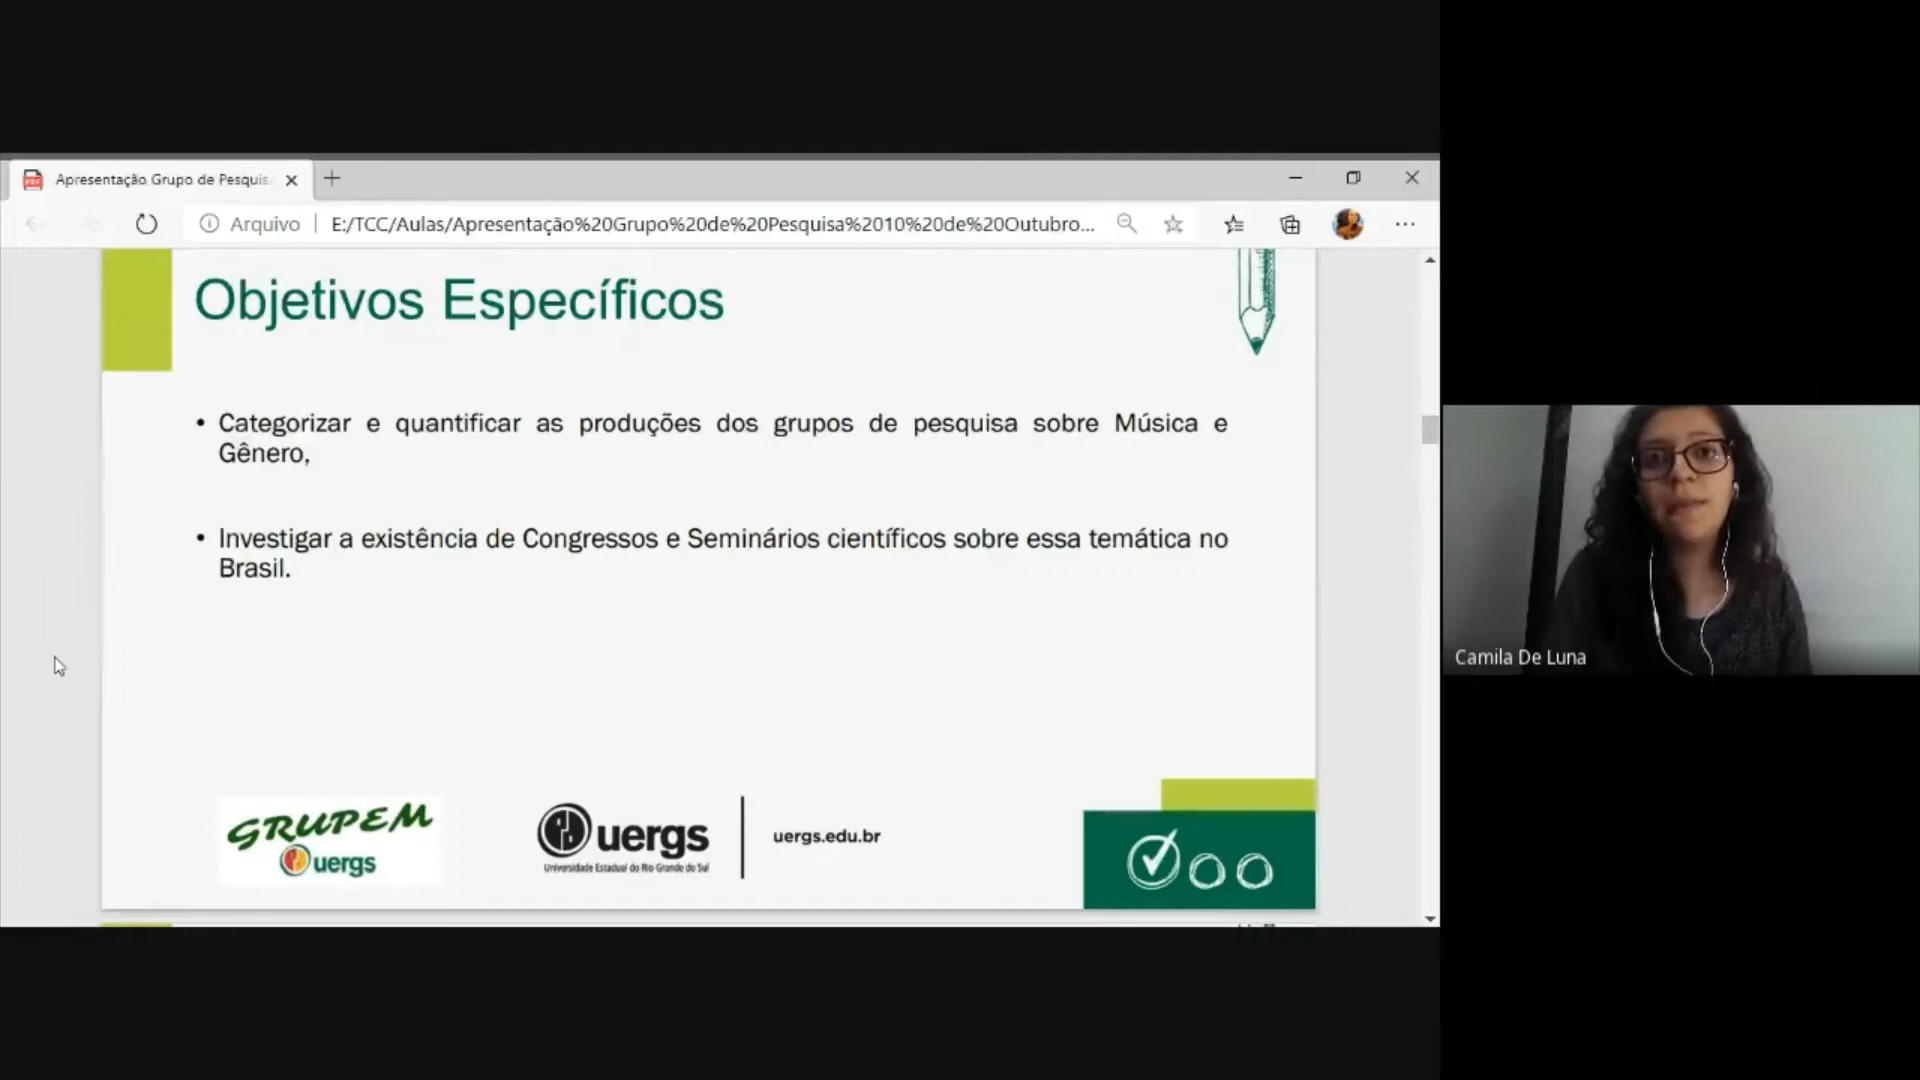 Apresentação Grupo de Pesquis
Arquivo
E:/TCC/Aulas/Apresentação%20Grupo%20de%20Pesquisa%2010%20de%20Outubro...
Objetivos Específicos
• Categorizar e quantificar as produções dos grupos de pesquisa sobre Música e
Gênero,
• Investigar a existência de Congressos e Seminários científicos sobre essa temática no
Brasil.
GRUPEM
uergs
uergs
Universidade Estadual do Rio Grande do Sul
uergs.edu.br
Camila De Luna